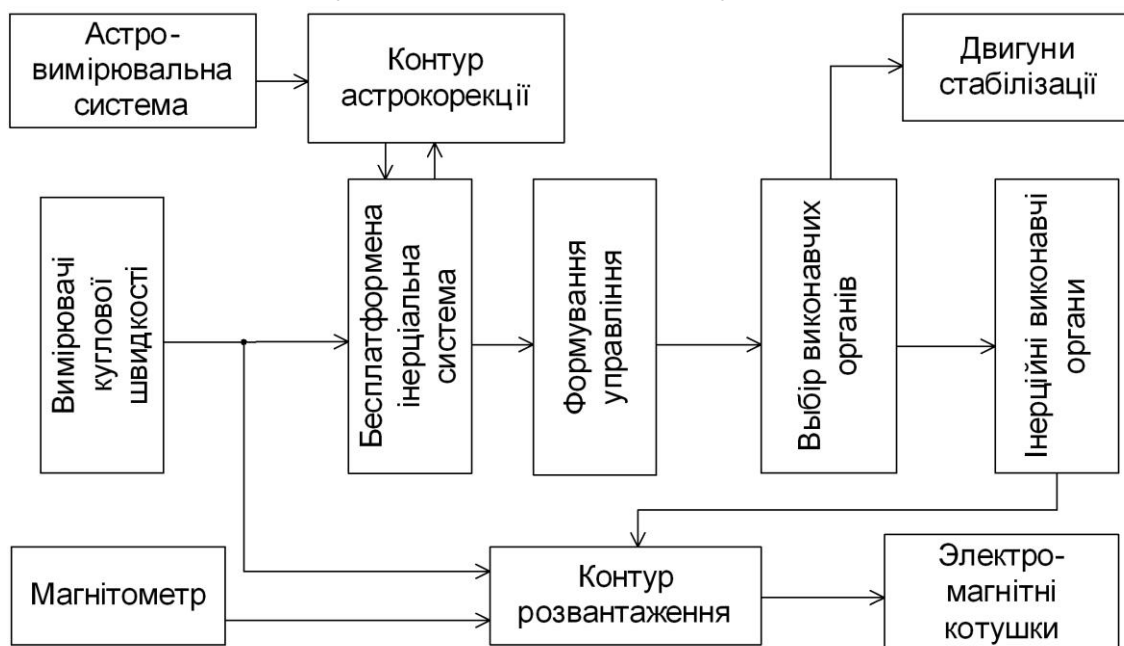 Астро-
вимірювальна
система
Контур
астрокорекції
Двигуни
стабілізації
Вимірювачі
куглової
швидкості
Бесплатформена
інерціальна
система
Формування
управління
Выбір виконавчих
органів
Інерційні виконавчі
органи
Магнітометр
Контур
розвантаження
Электро-
магнітні
котушки